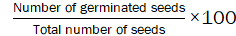 Number of germinated seeds
×100
Total number of seeds